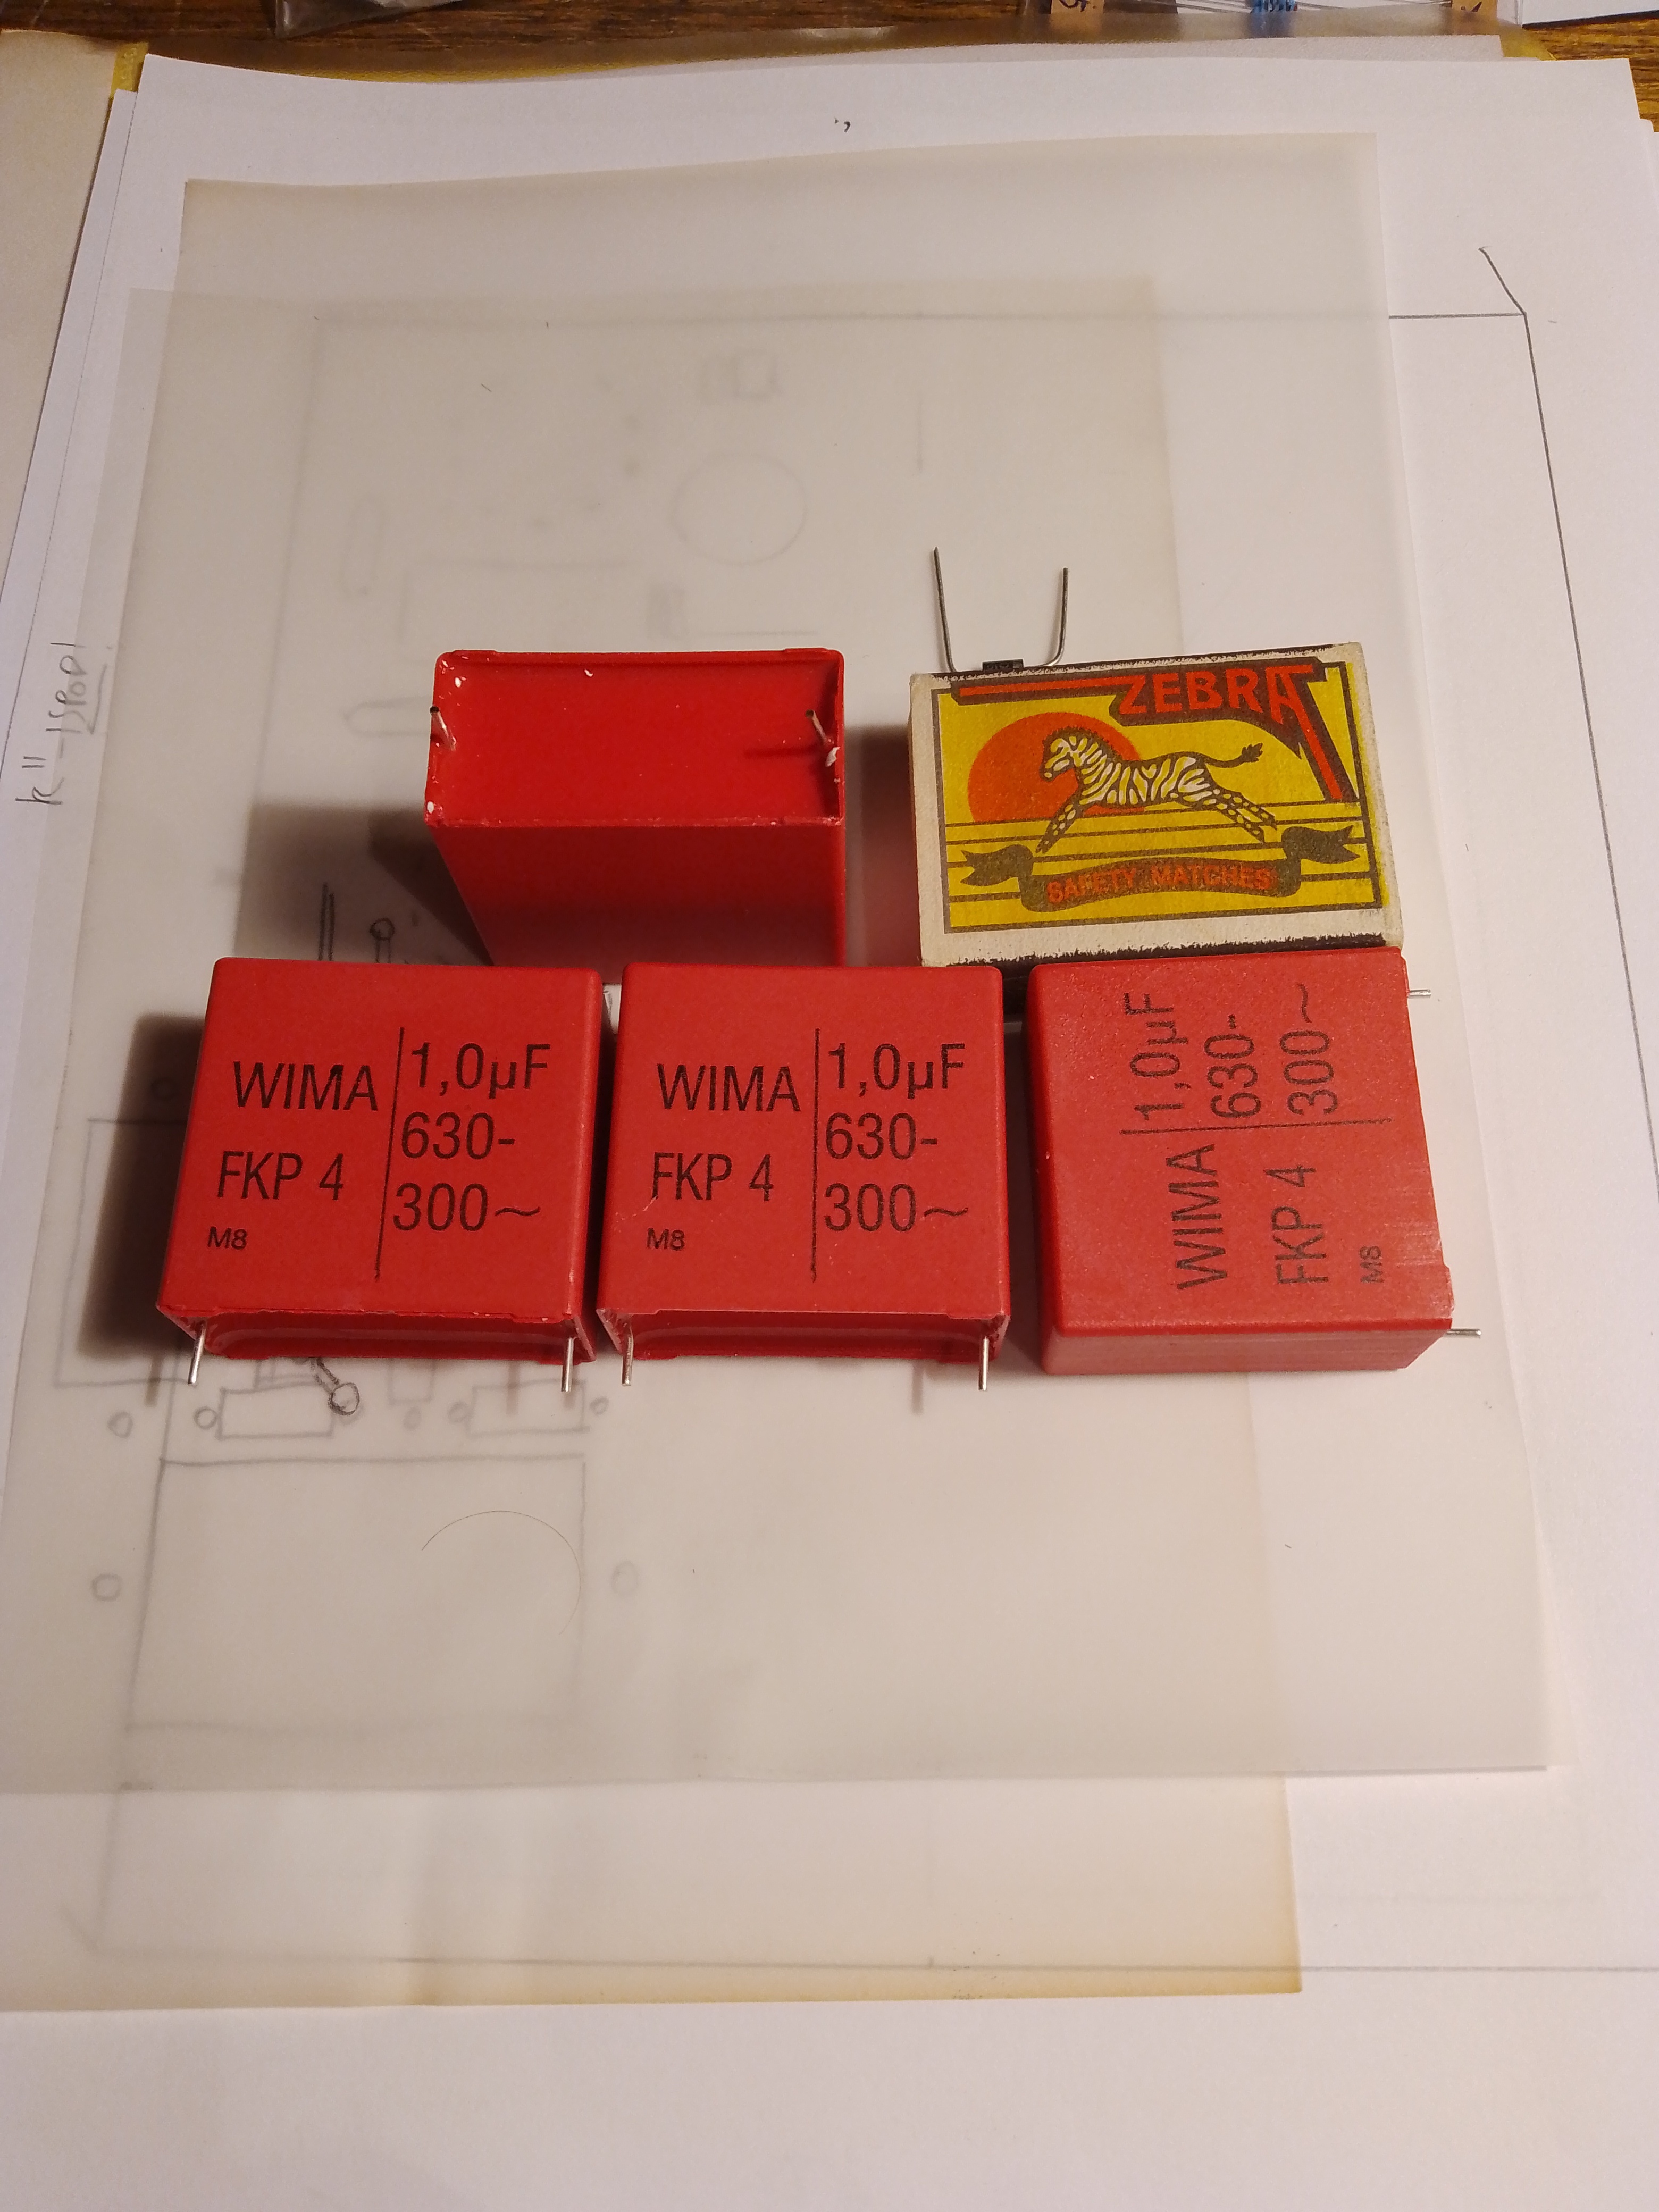 ZEBRA
SAFETY MATCHES
WIMA
FKP 4
M8
1,0µF
630-
300~
WIMA
FKP 4
M8
1,0µF
630-
300~
WIMA
FKP 4
M8
1,0µF
630-
300~